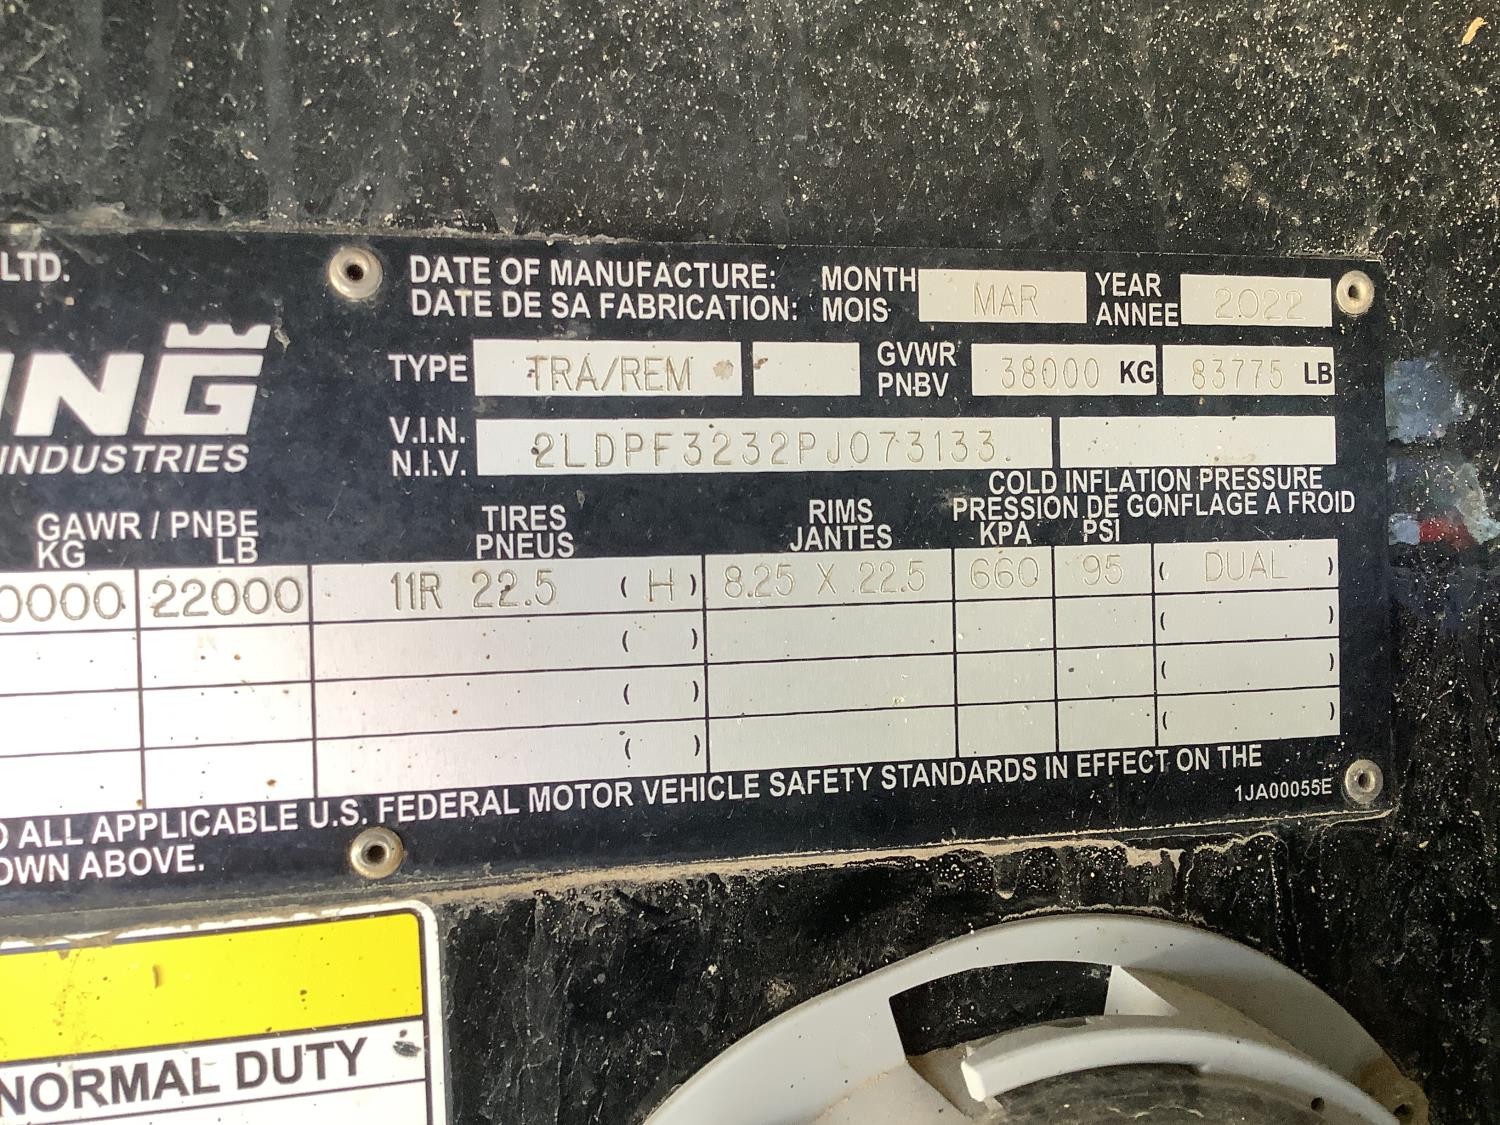 LTD.
DATE OF MANUFACTURE: MONTH MAR YEAR 2022
DATE DE SA FABRICATION: MOIS ANNEE
ING
INDUSTRIES
TYPE TRA/REM GVWR 38000 KG 83775 LB
PNBV
V.I.N. 2LDPF3232PJ073133.
N.I.V.
COLD INFLATION PRESSURE
GAWR / PNBE TIRES RIMS PRESSION DE GONFLAGE A FROID
KG LB PNEUS JANTES KPA PSI
0000 22000 11R 22.5 ( H ) 8.25 X 22.5 660 95 ( DUAL )
( ) ( )
( ) ( )
( ) ( )
ALL APPLICABLE U.S. FEDERAL MOTOR VEHICLE SAFETY STANDARDS IN EFFECT ON THE
OWN ABOVE.
1JA00055E
NORMAL DUTY